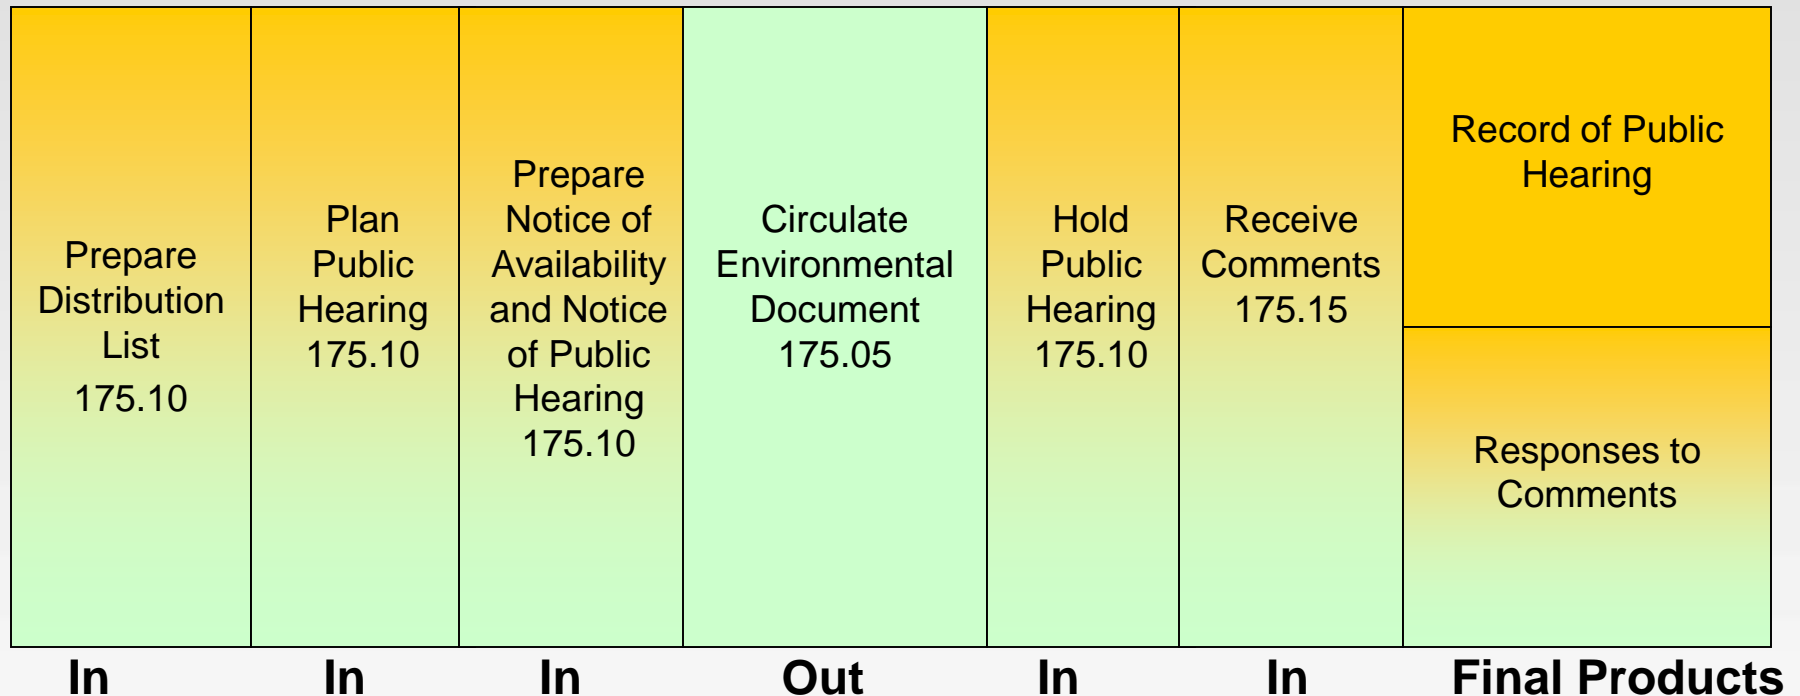 Prepare
Distribution
List
175.10
Plan
Public
Hearing
175.10
Prepare
Notice of
Availability
and Notice
of Public
Hearing
175.10
Circulate
Environmental
Document
175.05
Hold
Public
Hearing
175.10
Receive
Comments
175.15
Record of Public
Hearing
Responses to
Comments
In
In
In
Out
In
In
Final Products